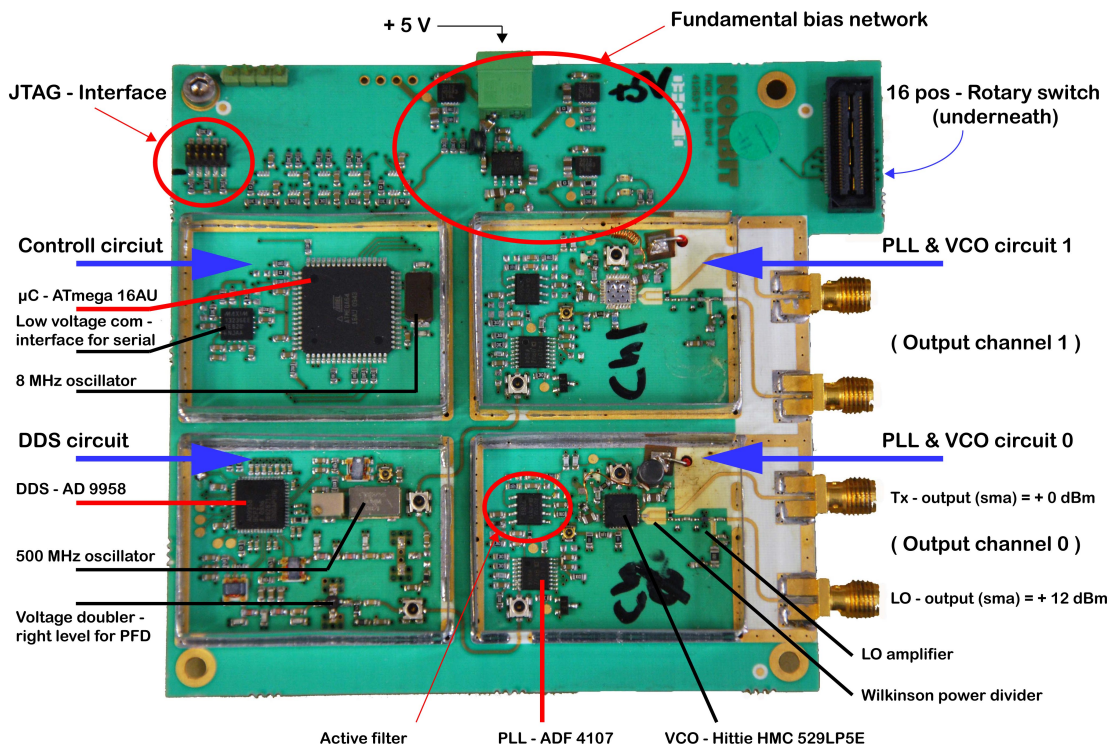 + 5 V
Fundamental bias network
JTAG - Interface
16 pos - Rotary switch
(underneath)
Controll circiut
PLL & VCO circuit 1
µC - ATmega 16AU
Low voltage com -
interface for serial
( Output channel 1 )
8 MHz oscillator
Ch1
DDS circuit
PLL & VCO circuit 0
DDS - AD 9958
Tx - output (sma) = + 0 dBm
500 MHz oscillator
( Output channel 0 )
Voltage doubler -
right level for PFD
LO - output (sma) = + 12 dBm
LO amplifier
Wilkinson power divider
Active filter
PLL - ADF 4107
VCO - Hittie HMC 529LP5E